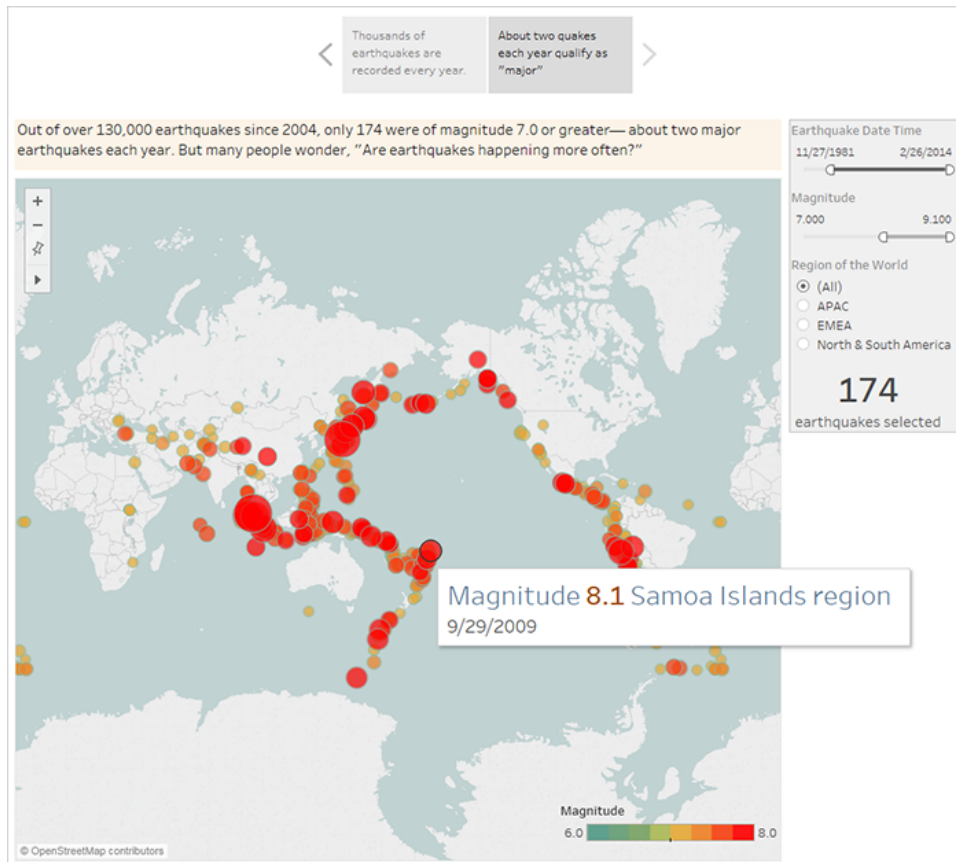 Thousands of
earthquakes are
recorded every year.
About two quakes
each year qualify as
"major"
Out of over 130,000 earthquakes since 2004, only 174 were of magnitude 7.0 or greater— about two major
earthquakes each year. But many people wonder, "Are earthquakes happening more often?"
Earthquake Date Time
11/27/1981 2/26/2014
Magnitude
7.000 9.100
Region of the World
(All)
APAC
EMEA
North & South America
174
earthquakes selected
Magnitude 8.1 Samoa Islands region
9/29/2009
Magnitude
6.0 8.0
© OpenStreetMap contributors